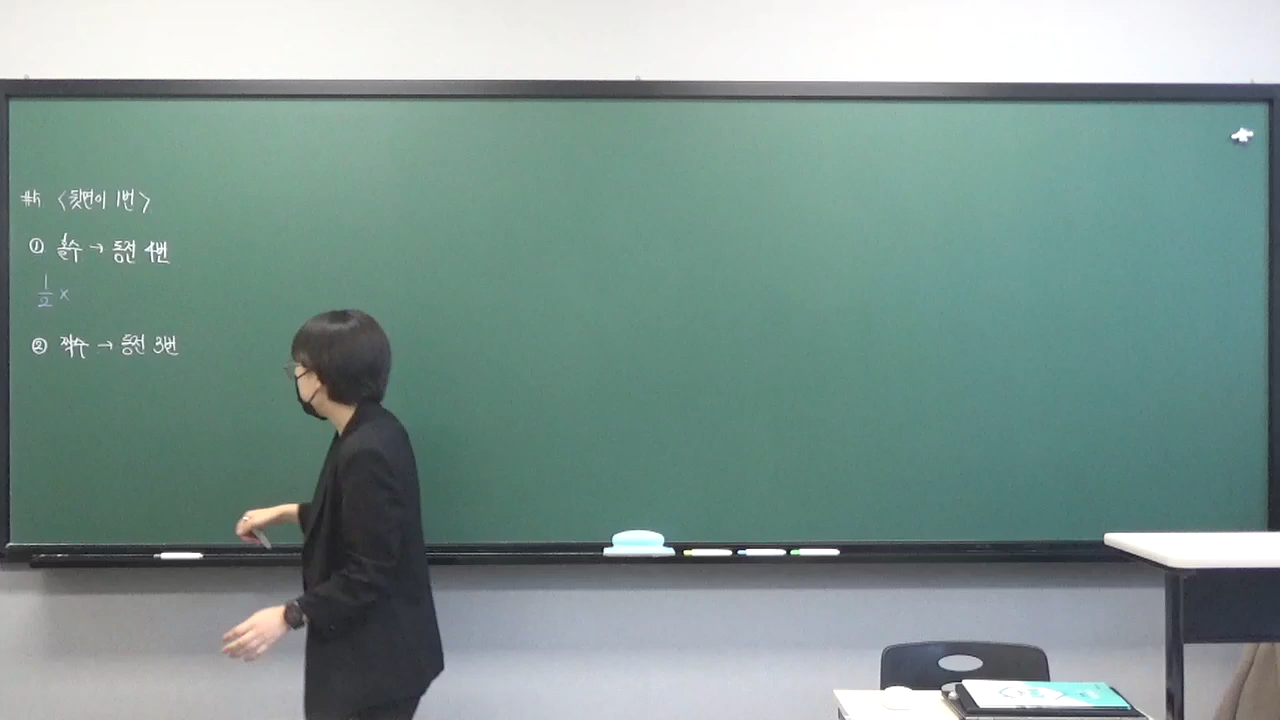 #5 <뒷면이 1번>
① 홀수 → 동전 4번
1/2 ×
② 짝수 → 동전 3번